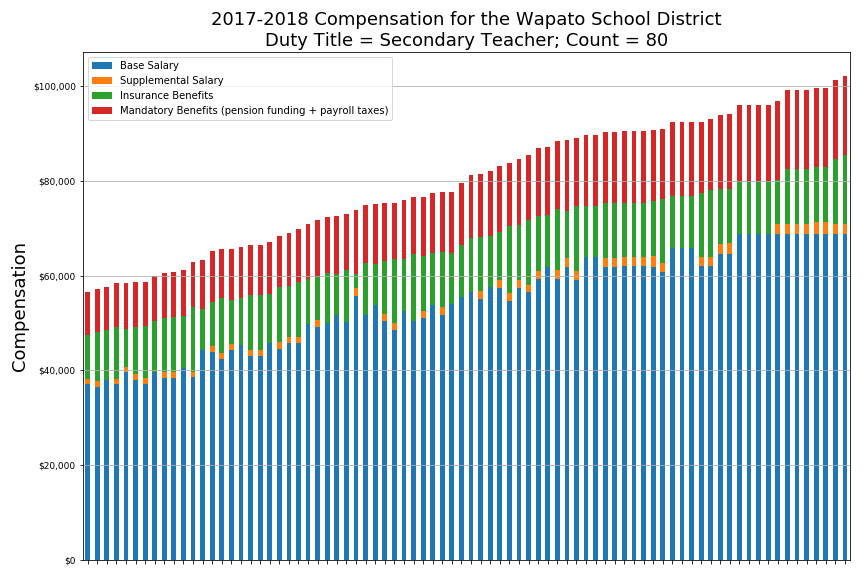 2017-2018 Compensation for the Wapato School District
Duty Title = Secondary Teacher; Count = 80
Base Salary
Supplemental Salary
Insurance Benefits
Mandatory Benefits (pension funding + payroll taxes)
$100,000
$80,000
$60,000
$40,000
$20,000
$0
Compensation